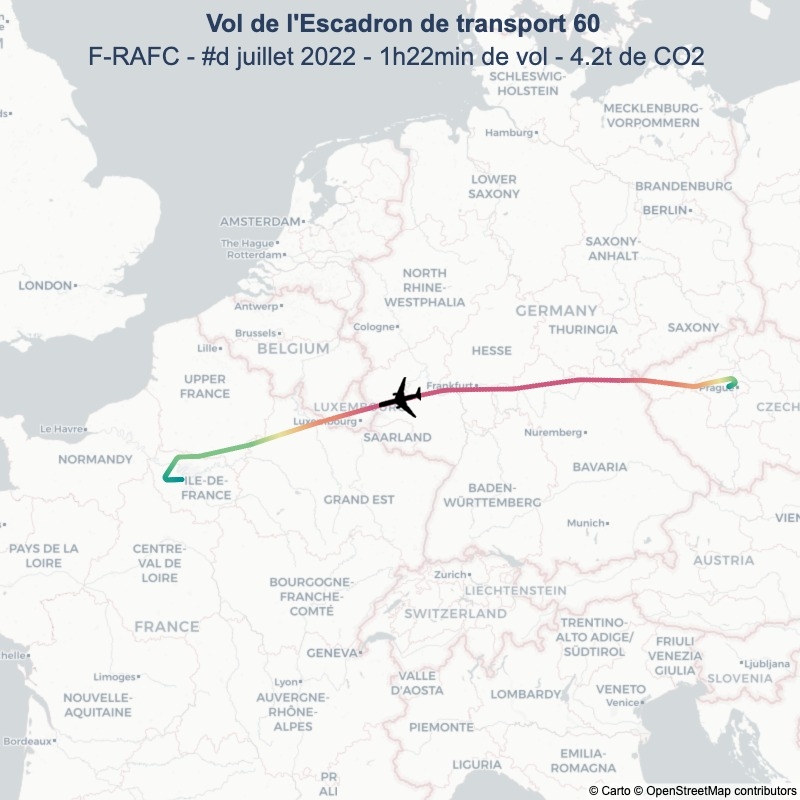 Vol de l'Escadron de transport 60
F-RAFC - #d juillet 2022 - 1h22min de vol - 4.2t de CO2
SCHLESWIG-
HOLSTEIN
MECKLENBURG-
VORPOMMERN
Hamburg
LOWER
SAXONY
BRANDENBURG
BERLIN
AMSTERDAM
The Hague
Rotterdam
SAXONY-
ANHALT
LONDON
NORTH
RHINE-
WESTPHALIA
Antwerp
GERMANY
Cologne
THURINGIA
SAXONY
Brussels
Lille
BELGIUM
HESSE
UPPER
FRANCE
Frankfurt
Prague
CZECH
LUXEMBOURG
Luxembourg
Le Havre
SAARLAND
Nuremberg
NORMANDY
BAVARIA
ILE-DE-
FRANCE
GRAND EST
BADEN-
WÜRTTEMBERG
Munich
VIEN
PAYS DE LA
LOIRE
CENTRE-
VAL DE
LOIRE
AUSTRIA
Zurich
LIECHTENSTEIN
BOURGOGNE-
FRANCHE-
COMTÉ
SWITZERLAND
FRANCE
TRENTINO-
ALTO ADIGE/
SÜDTIROL
FRIULI
VENEZIA
GIULIA
GENEVA
helle
Ljubljana
SLOVENIA
Limoges
Lyon
VALLE
D'AOSTA
LOMBARDY
VENETO
Venice
NOUVELLE-
AQUITAINE
AUVERGNE-
RHÔNE-
ALPES
PIEMONTE
Bordeaux
EMILIA-
ROMAGNA
LIGURIA
PR
ALI
© Carto © OpenStreetMap contributors